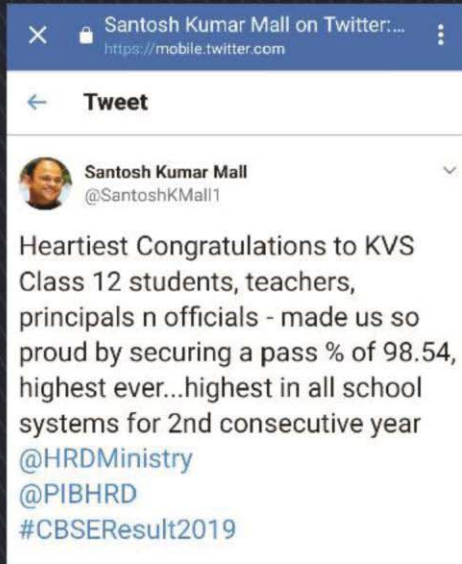 Santosh Kumar Mall on Twitter:...
https://mobile.twitter.com
Tweet
Santosh Kumar Mall
@SantoshKMall1
Heartiest Congratulations to KVS
Class 12 students, teachers,
principals n officials - made us so
proud by securing a pass % of 98.54,
highest ever...highest in all school
systems for 2nd consecutive year
@HRDMinistry
@PIBHRD
#CBSEResult2019